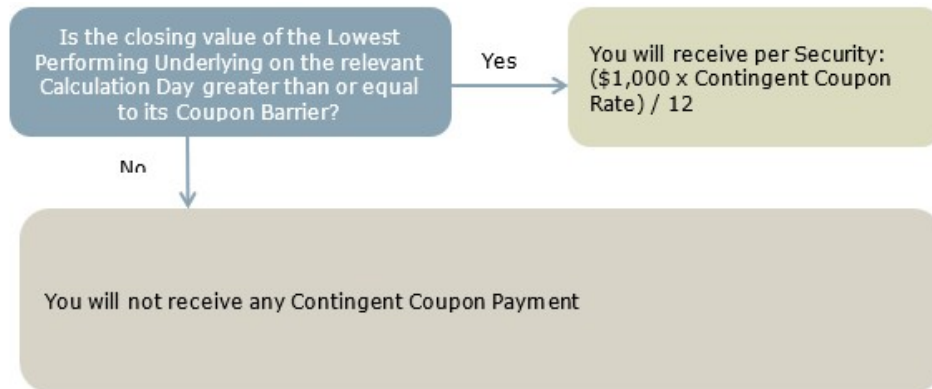 Is the closing value of the Lowest
Performing Underlying on the relevant
Calculation Day greater than or equal
to its Coupon Barrier?
Yes
You will receive per Security:
($1,000 x Contingent Coupon
Rate) / 12
No
You will not receive any Contingent Coupon Payment